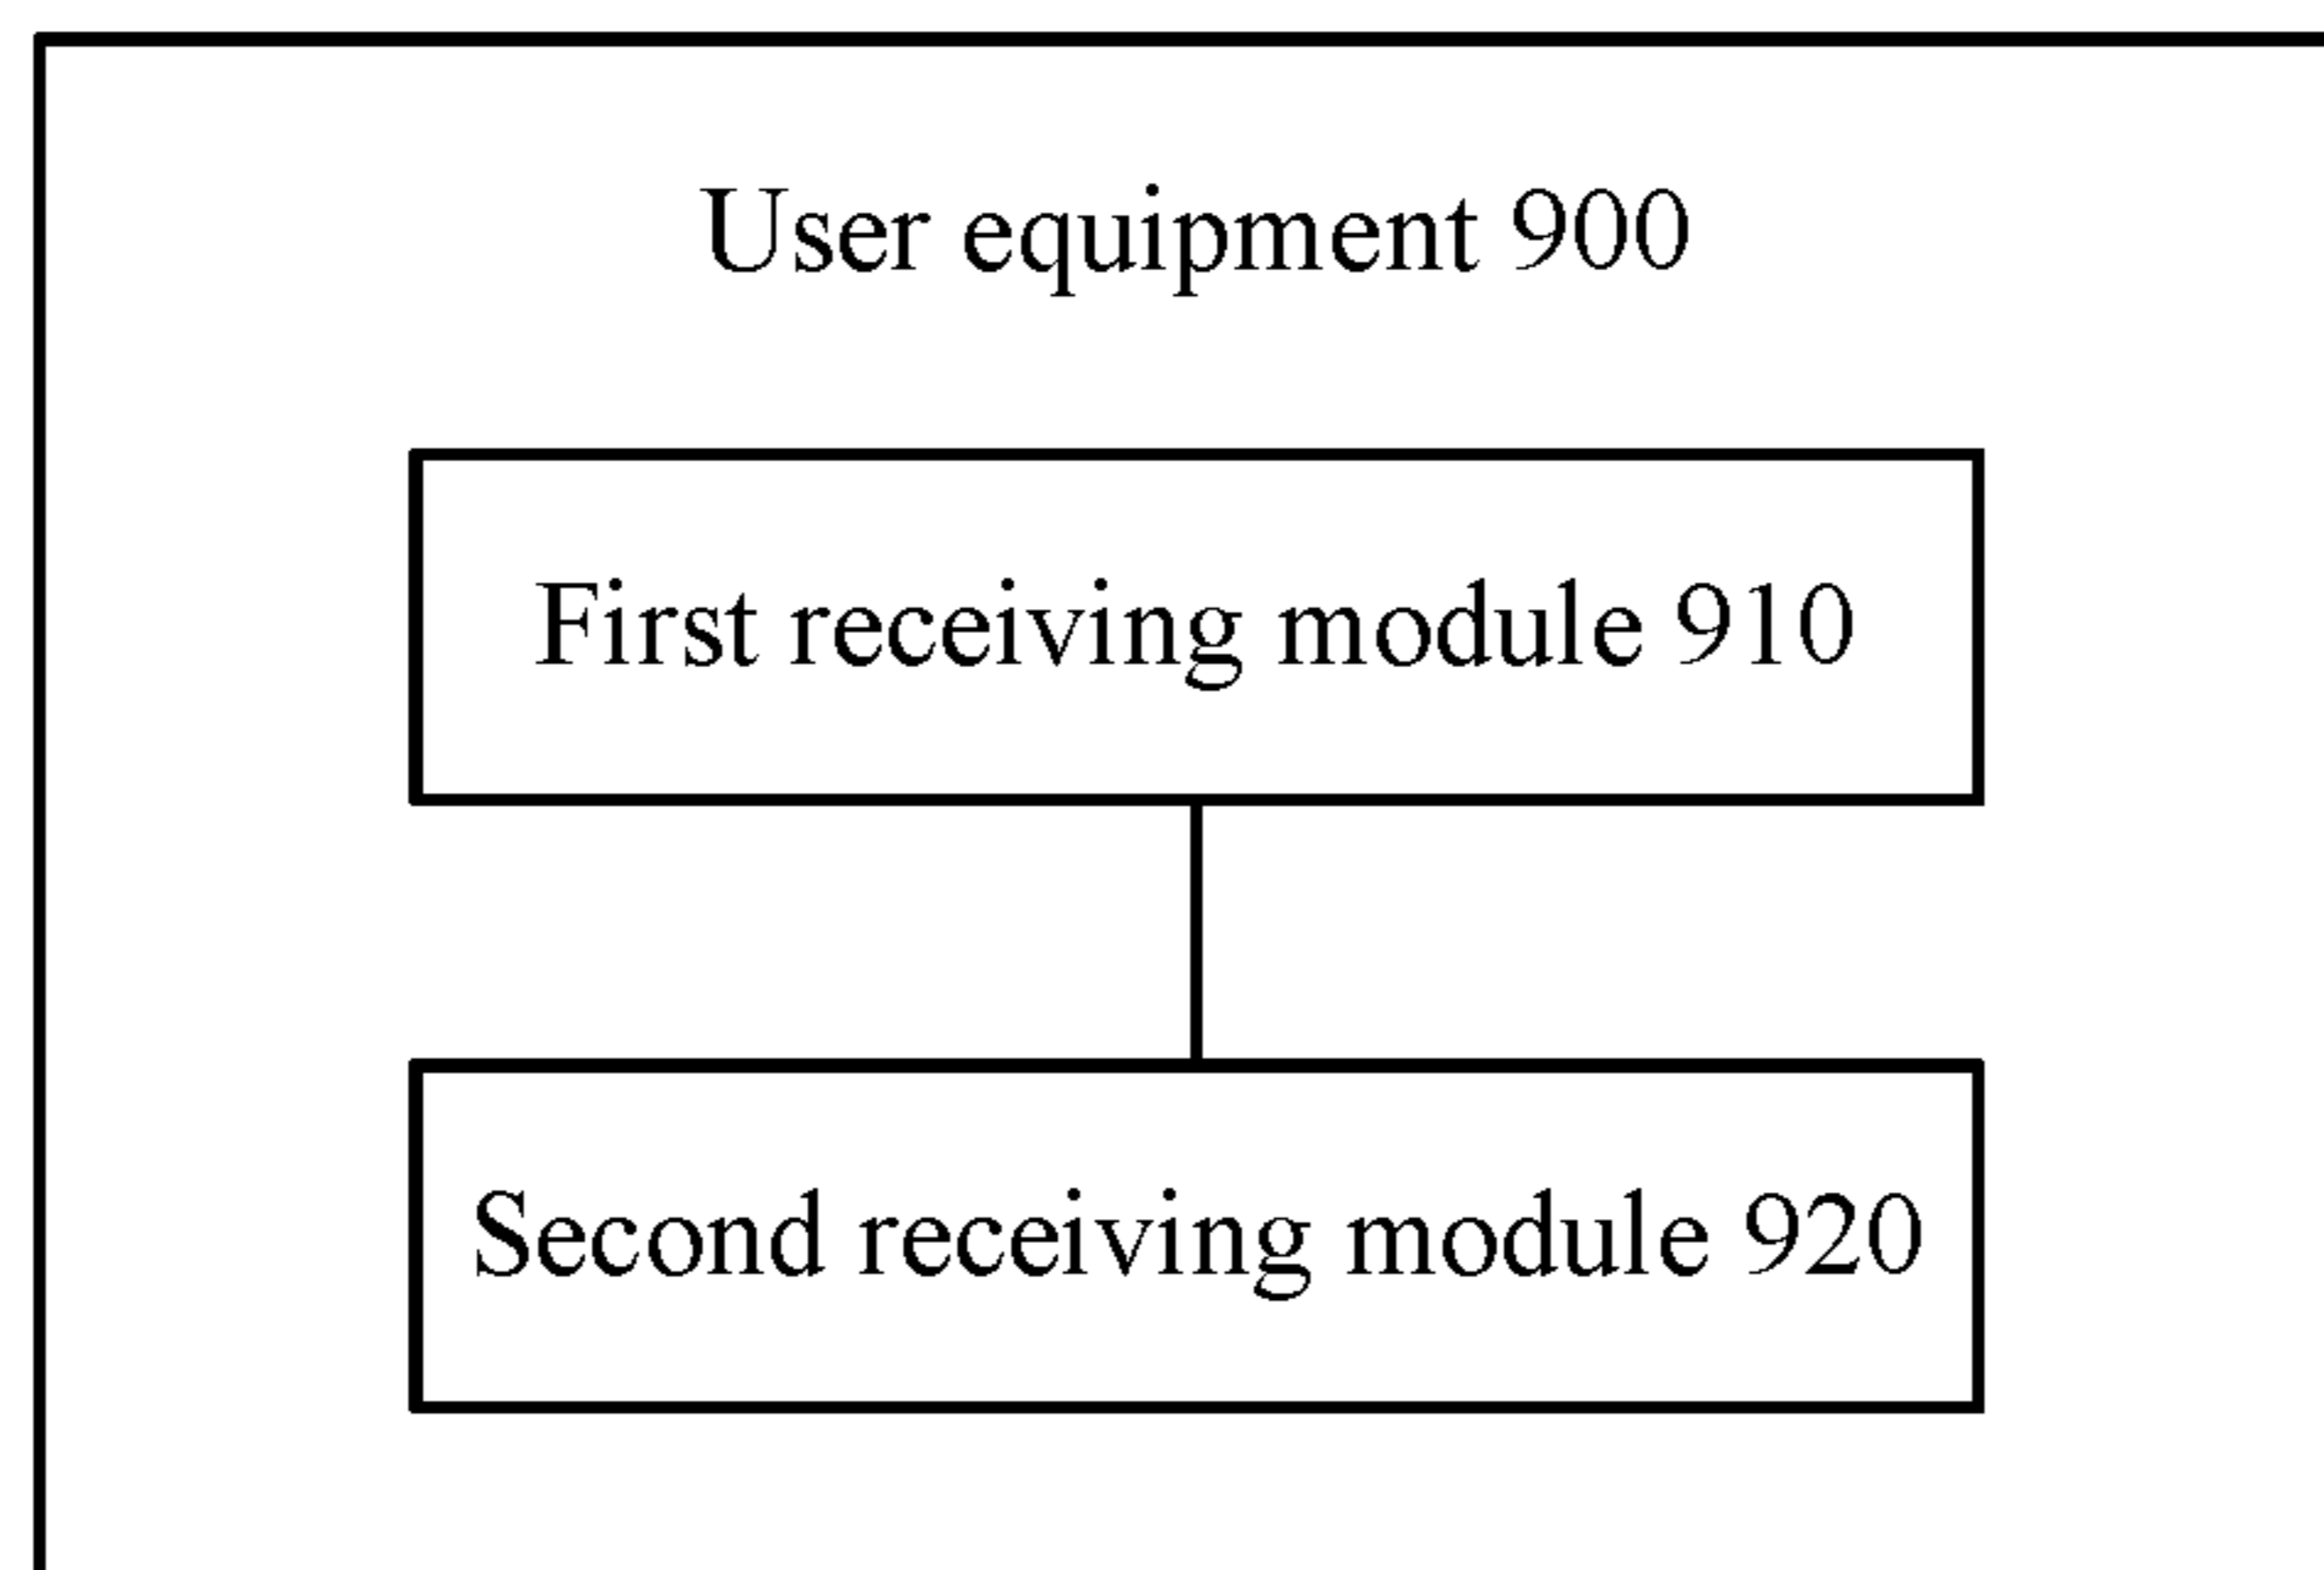 User equipment 900
First receiving module 910
Second receiving module 920